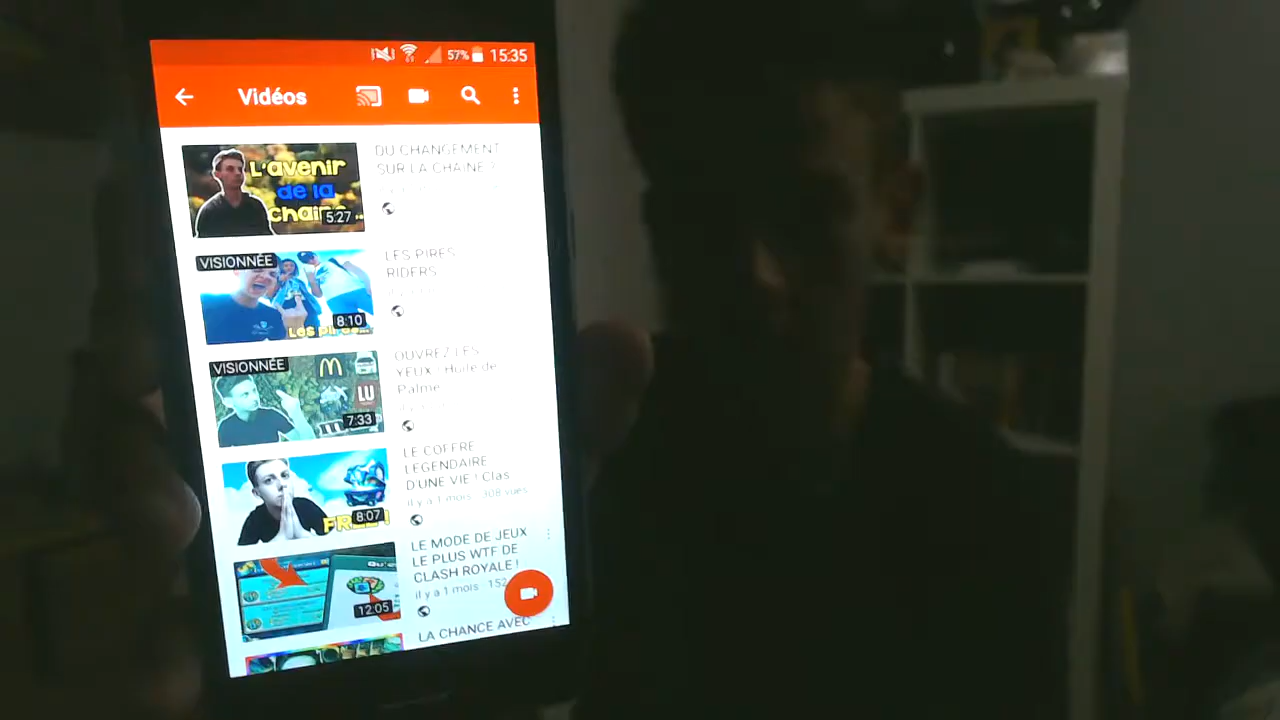 57% 15:35
Vidéos
L'avenir
de la
5:27
DU CHANGEMENT
SUR LA CHAINE ?
VISIONNÉE
8:10
LES PIRES
RIDERS
VISIONNÉE
LU
7:33
OUVREZ LES
YEUX - Huile de
Palme
8:07
LE COFFRE
LEGENDAIRE
D'UNE VIE ! Clas
il y a 1 mois · 308 vues
12:05
LE MODE DE JEUX
LE PLUS WTF DE
CLASH ROYALE !
il y a 1 mois · 152
LA CHANCE AVEC